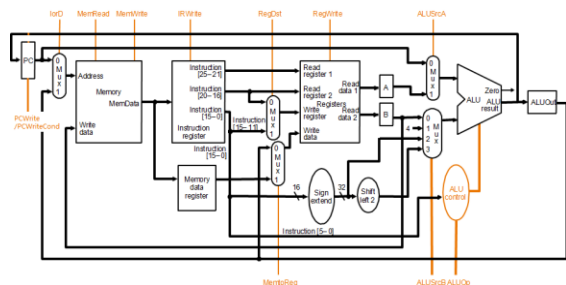 IorD
MemRead
MemWrite
IRWrite
RegDst
RegWrite
ALUSrcA
PC
0
M
u
x
1
Address
Memory
MemData
Write
data
Instruction
[25–21]
Instruction
[20–16]
Instruction
[15–0]
Instruction
register
Instruction
[15–0]
Instruction
[15–11]
Memory
data
register
0
M
u
x
1
0
M
u
x
1
Read
register 1
Read
register 2
Registers
Write
register
Write
data
Read
data 1
Read
data 2
A
B
4
0
M
u
x
1
0
1
2
3
Mux
Zero
ALU
ALU
result
ALUOut
PCWrite
/PCWriteCond
16
Sign
extend
32
Shift
left 2
ALU
control
Instruction [5–0]
MemtoReg
ALUSrcB
ALUOp